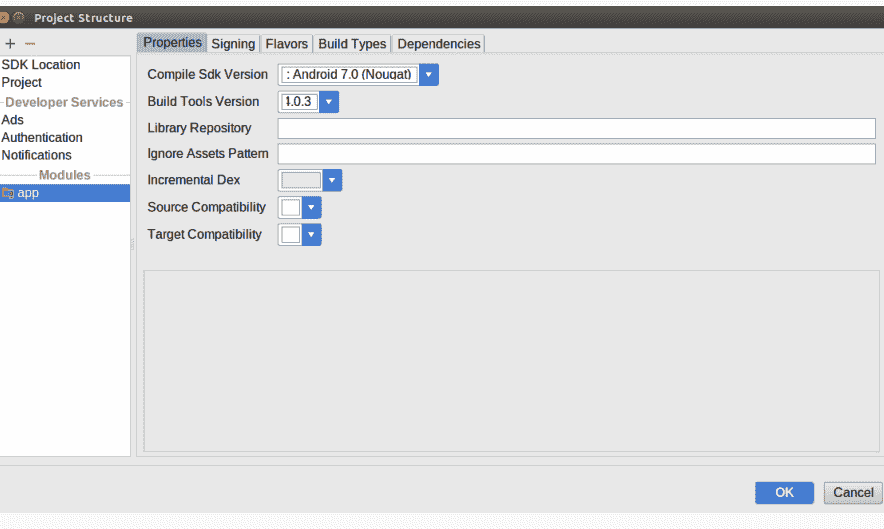 Project Structure
Properties
Signing
Flavors
Build Types
Dependencies
SDK Location
Project
Developer Services
Ads
Authentication
Notifications
Modules
app
Compile Sdk Version
: Android 7.0 (Nougat)
Build Tools Version
.0.3
Library Repository
Ignore Assets Pattern
Incremental Dex
Source Compatibility
Target Compatibility
OK
Cancel